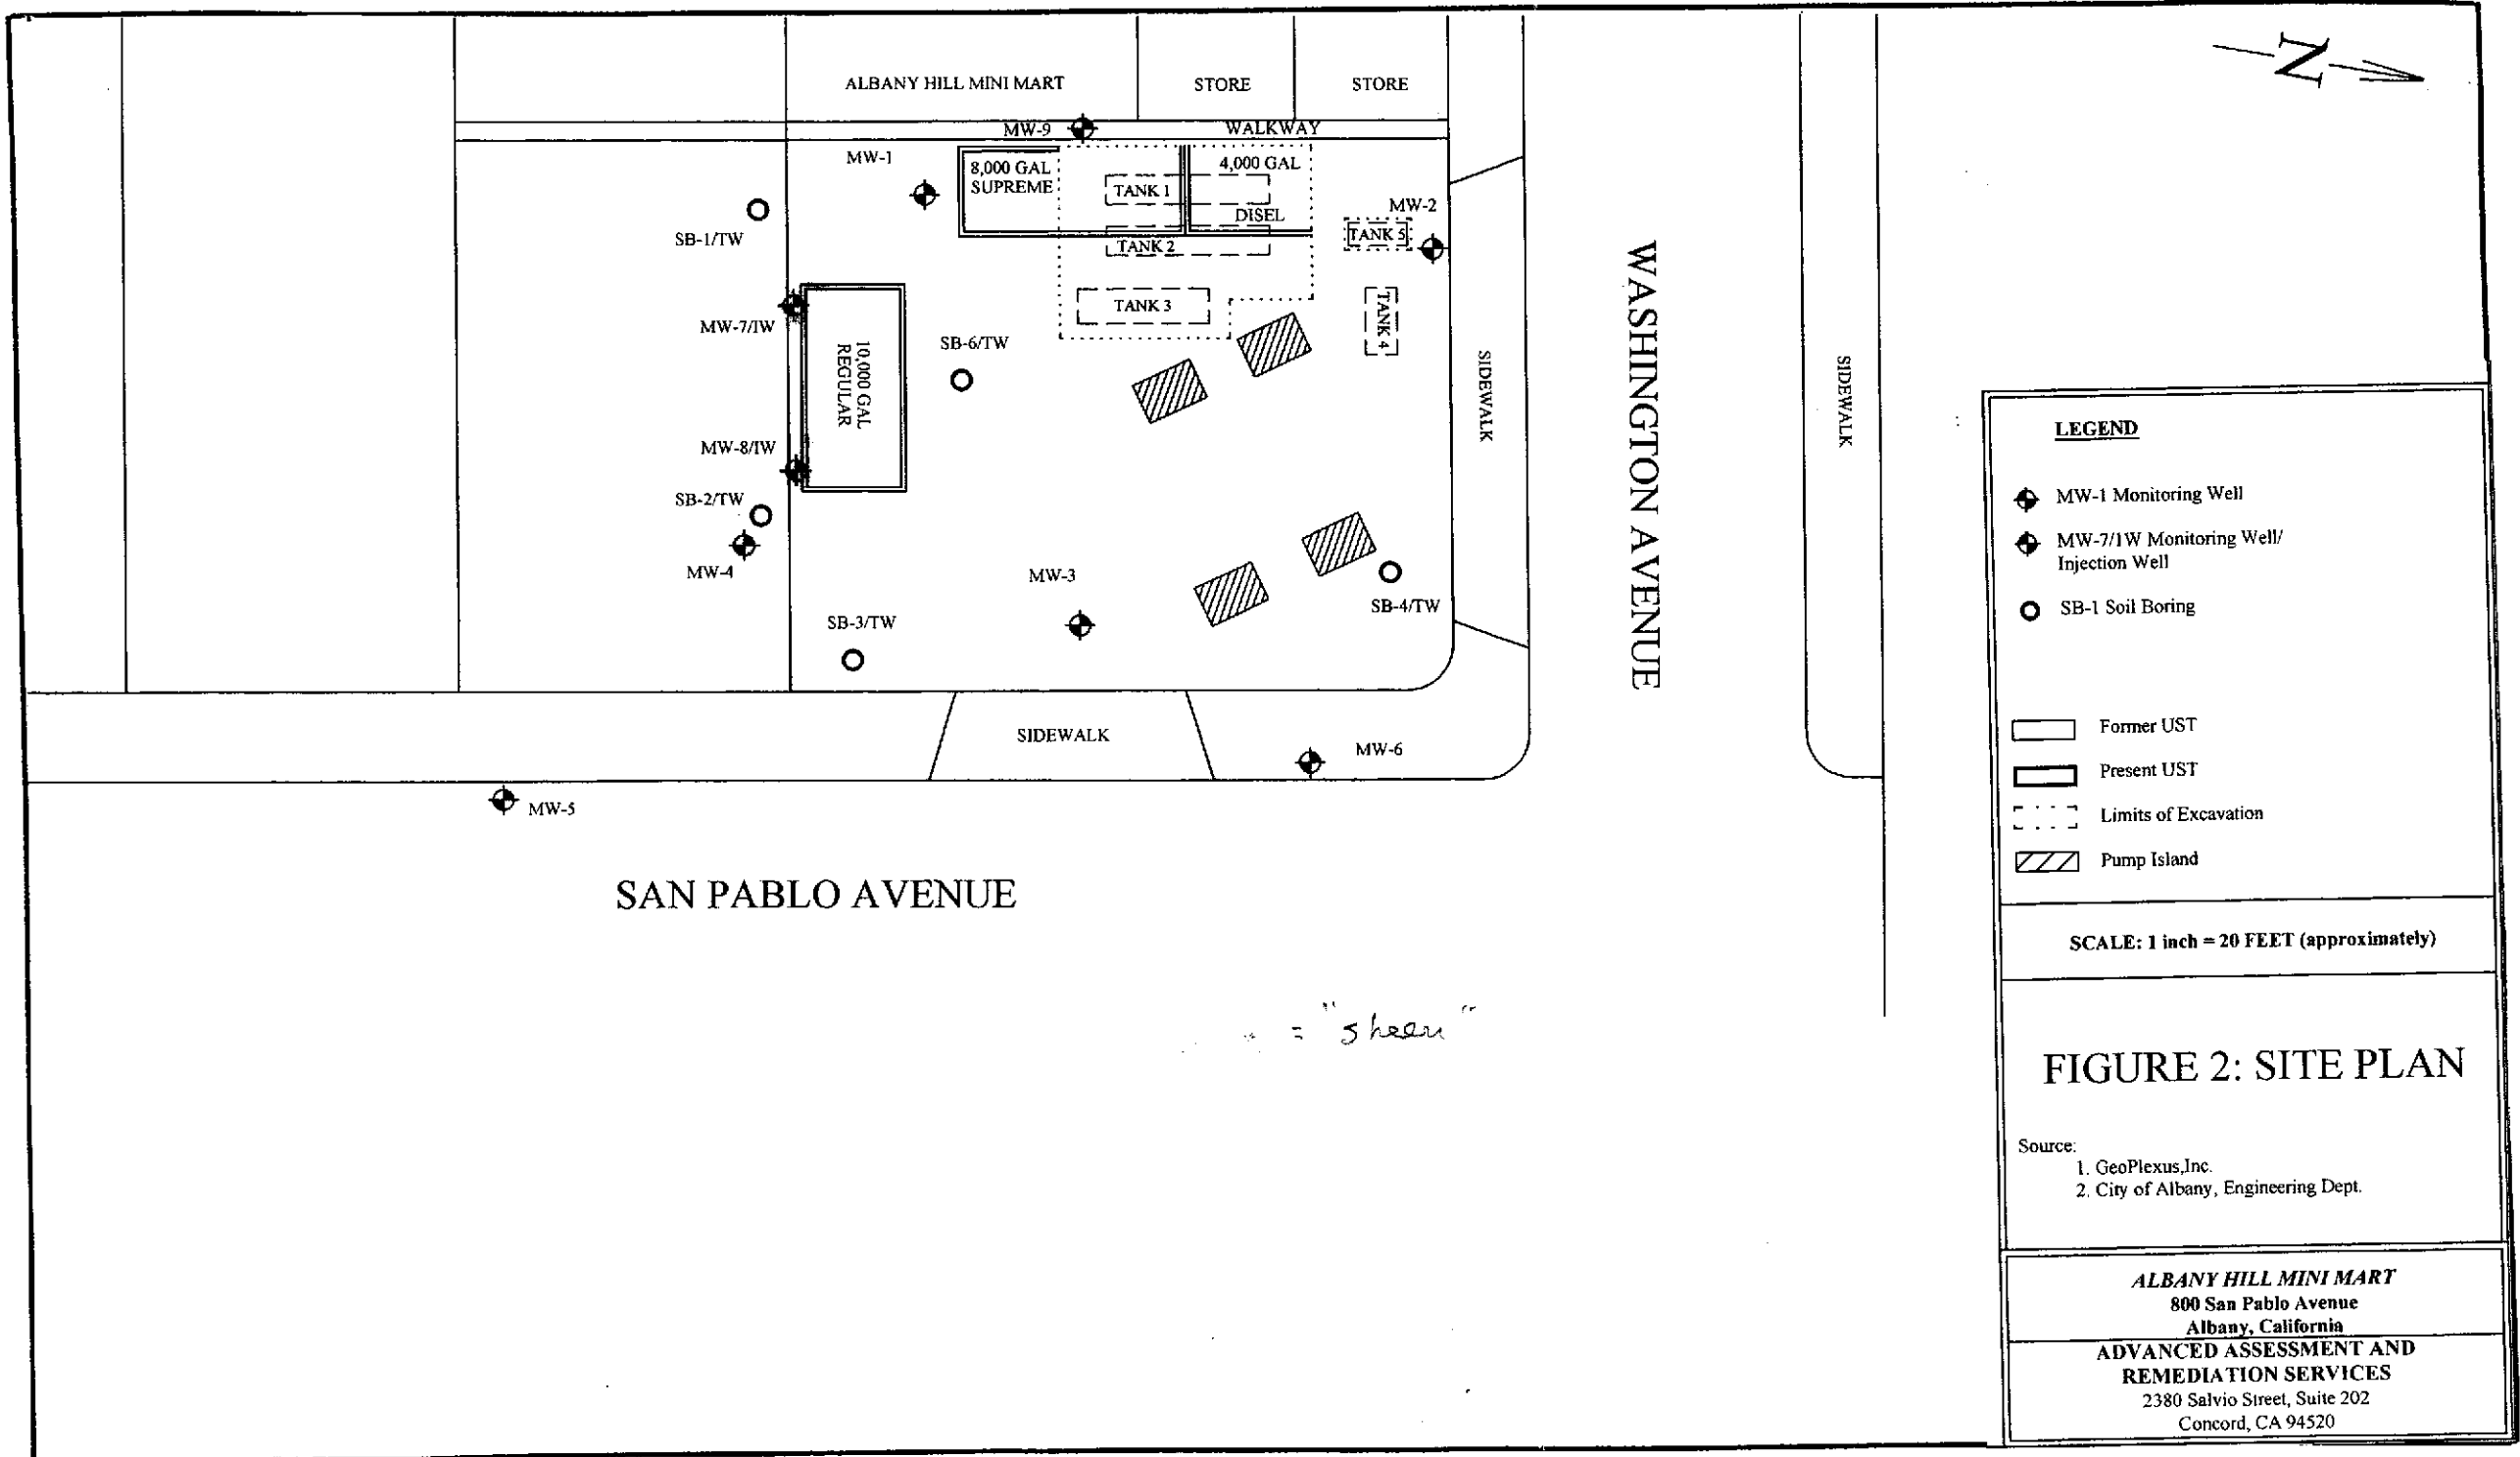 ALBANY HILL MINI MART
STORE
STORE
N
MW-9
WALKWAY
MW-1
8,000 GAL
SUPREME
4,000 GAL
TANK 1
DISEL
MW-2
TANK 5
TANK 2
SB-1/TW
TANK 3
TANK 4
MW-7/IW
SB-6/TW
10,000 GAL
REGULAR
MW-8/IW
SB-2/TW
MW-4
MW-3
SB-3/TW
SB-4/TW
SIDEWALK
WASHINGTON AVENUE
SIDEWALK
SIDEWALK
MW-6
MW-5
SAN PABLO AVENUE
= "sheen"
LEGEND
MW-1 Monitoring Well
MW-7/1W Monitoring Well/
Injection Well
SB-1 Soil Boring
Former UST
Present UST
Limits of Excavation
Pump Island
SCALE: 1 inch = 20 FEET (approximately)
FIGURE 2: SITE PLAN
Source:
1. GeoPlexus,Inc.
2. City of Albany, Engineering Dept.
ALBANY HILL MINI MART
800 San Pablo Avenue
Albany, California
ADVANCED ASSESSMENT AND
REMEDIATION SERVICES
2380 Salvio Street, Suite 202
Concord, CA 94520